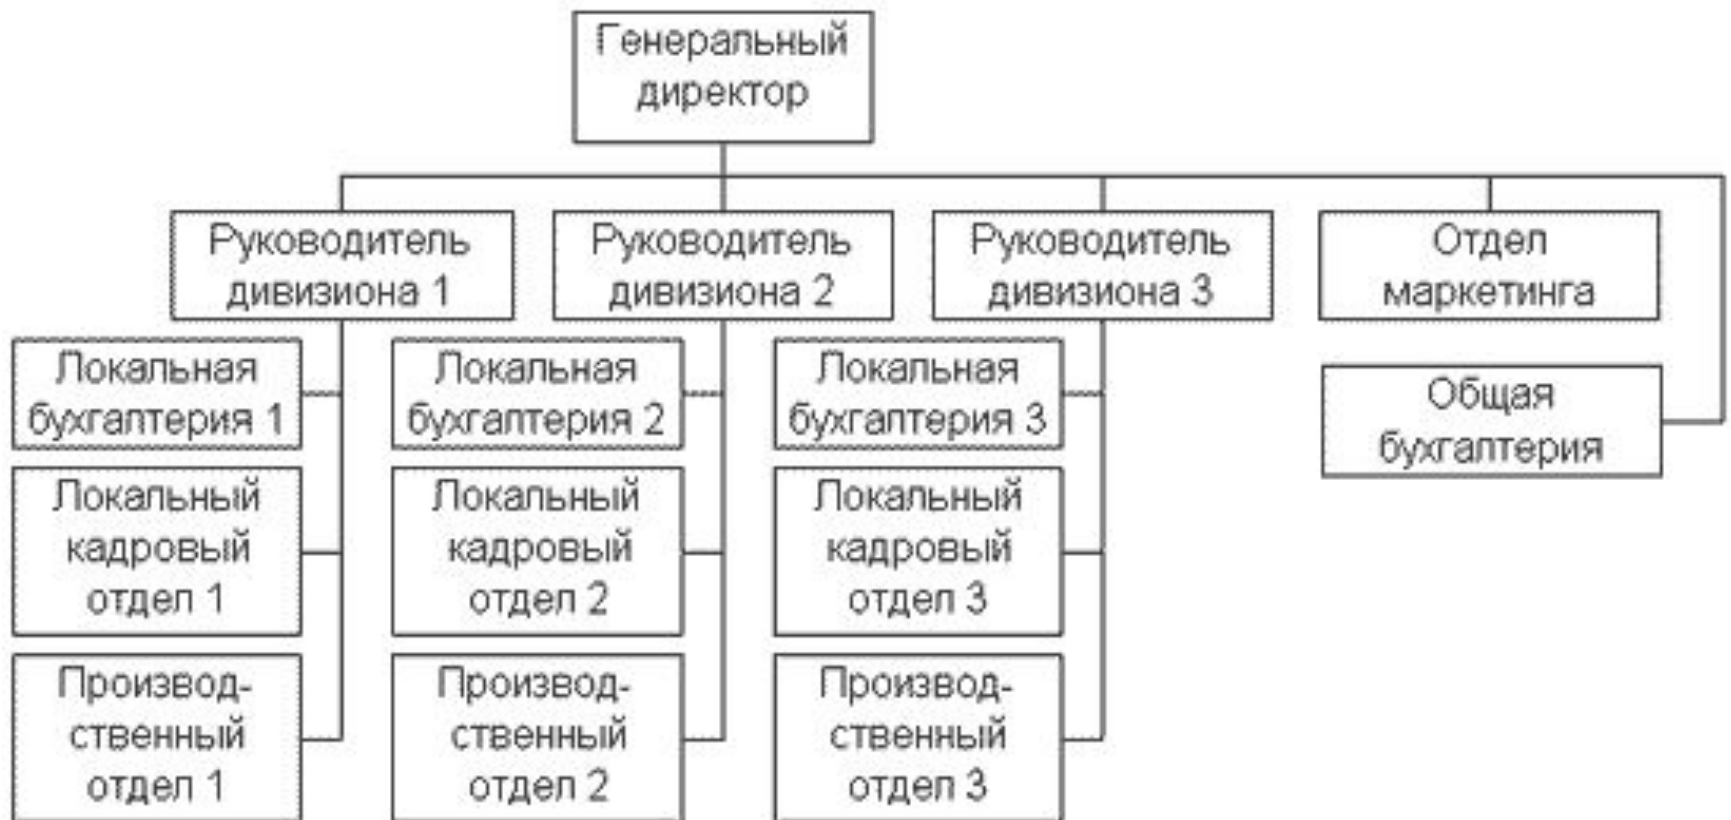 Генеральный
директор
Руководитель
дивизиона 1
Руководитель
дивизиона 2
Руководитель
дивизиона 3
Отдел
маркетинга
Локальная
бухгалтерия 1
Локальная
бухгалтерия 2
Локальная
бухгалтерия 3
Общая
бухгалтерия
Локальный
кадровый
отдел 1
Локальный
кадровый
отдел 2
Локальный
кадровый
отдел 3
Производ-
ственный
отдел 1
Производ-
ственный
отдел 2
Производ-
ственный
отдел 3